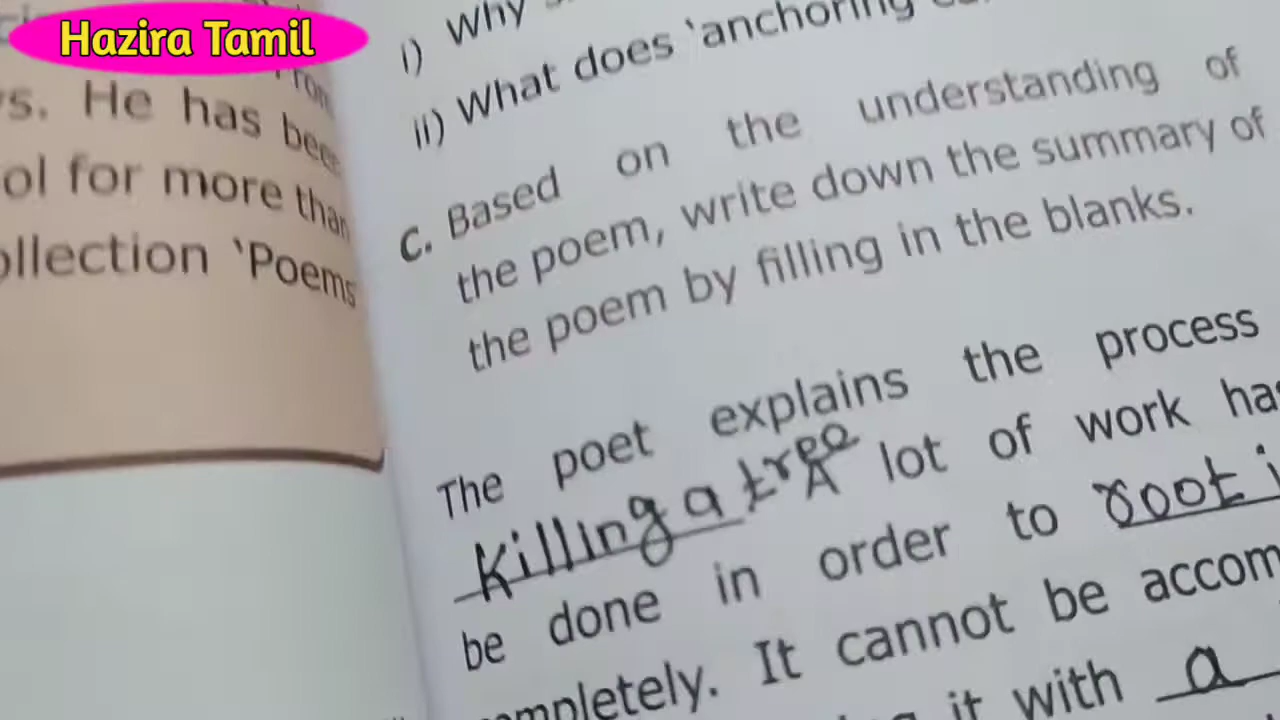 Hazira Tamil
s. He has been
ol for more than
ollection 'Poems
i) Why
ii) What does 'anchoring
C. Based on the understanding of
the poem, write down the summary of
the poem by filling in the blanks.
The poet explains the process
Killing a tree A lot of work ha
be done in order to root i
mpletely. It cannot be accom
it with a